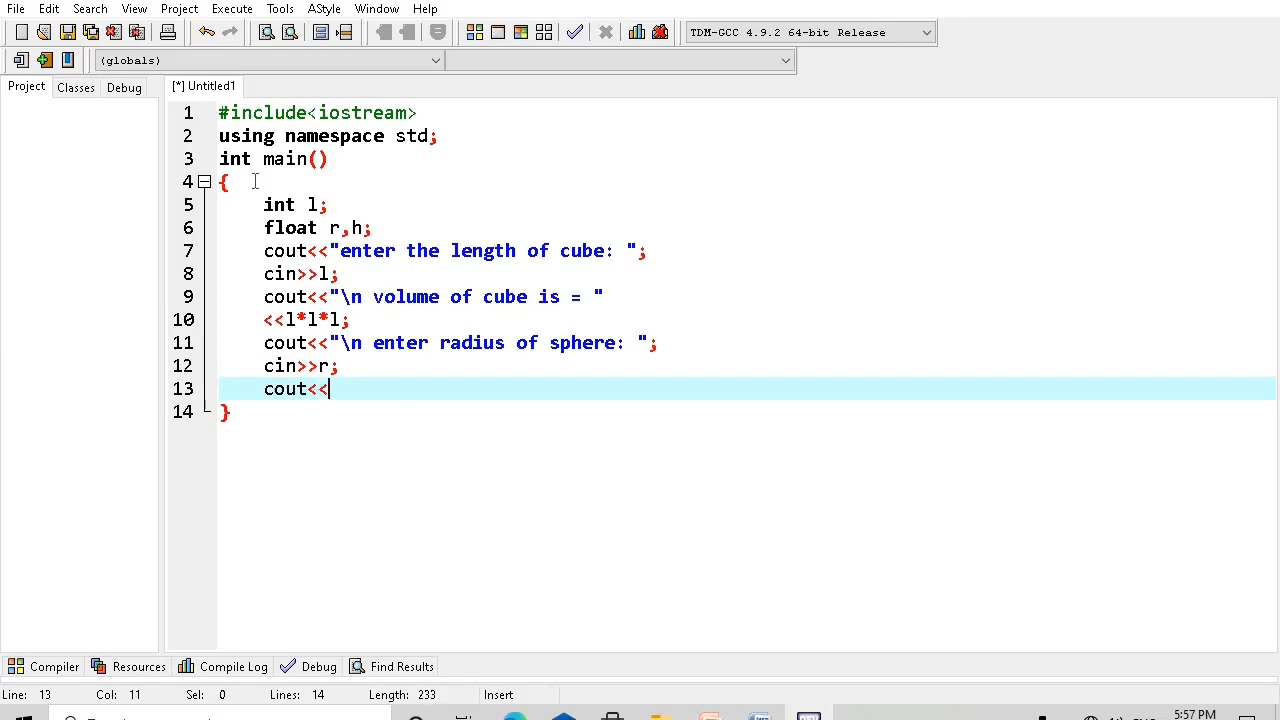 File Edit Search View Project Execute Tools AStyle Window Help
TDM-GCC 4.9.2 64-bit Release
(globals)
Project Classes Debug [*] Untitled1
1 #include<iostream>
2 using namespace std;
3 int main()
4 {
5 int l;
6 float r,h;
7 cout<<"enter the length of cube: ";
8 cin>>l;
9 cout<<"\n volume of cube is = "
10 <<l*l*l;
11 cout<<"\n enter radius of sphere: ";
12 cin>>r;
13 cout<<
14 }
Compiler Resources Compile Log Debug Find Results
Line: 13 Col: 11 Sel: 0 Lines: 14 Length: 233 Insert
5:57 PM